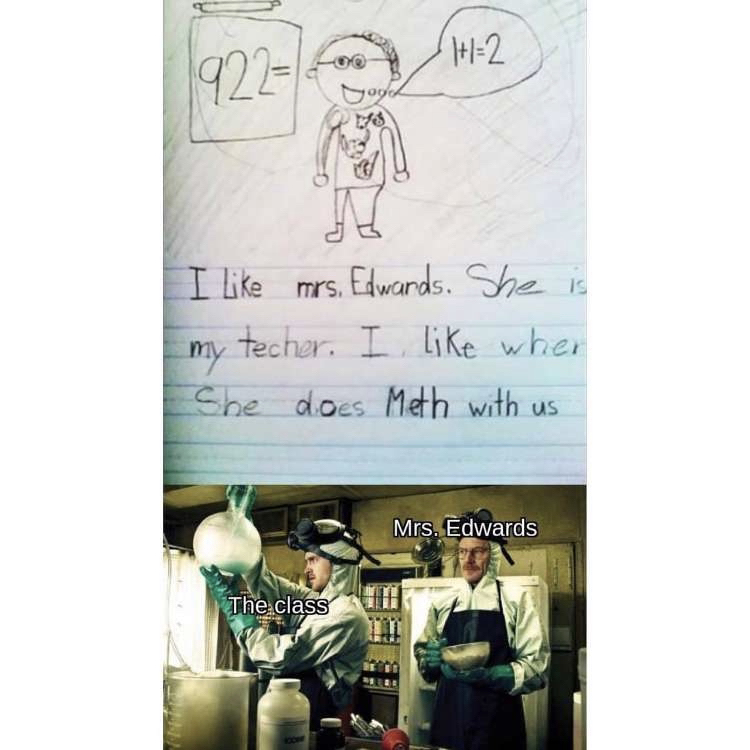 922=
1+1=2
I Like mrs. Edwards. She is
my techer. I like when
She does Meth with us
Mrs. Edwards
The class